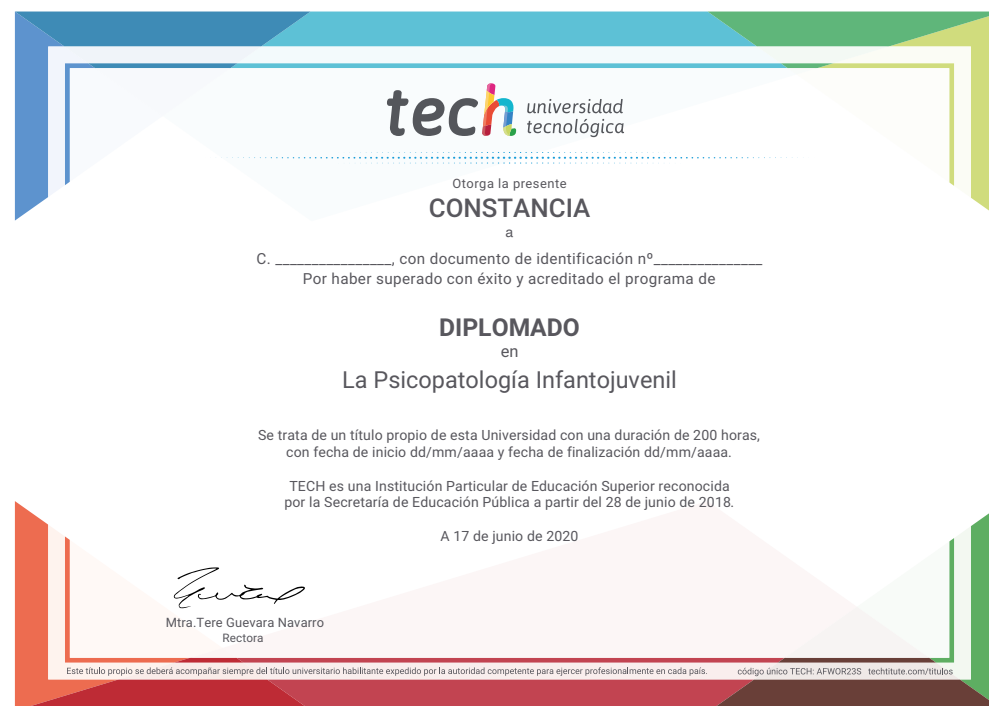 tech universidad
tecnológica
Otorga la presente
CONSTANCIA
a
C. ________________, con documento de identificación nº_______________
Por haber superado con éxito y acreditado el programa de
DIPLOMADO
en
La Psicopatología Infantojuvenil
Se trata de un título propio de esta Universidad con una duración de 200 horas,
con fecha de inicio dd/mm/aaaa y fecha de finalización dd/mm/aaaa.
TECH es una Institución Particular de Educación Superior reconocida
por la Secretaría de Educación Pública a partir del 28 de junio de 2018.
A 17 de junio de 2020
Mtra.Tere Guevara Navarro
Rectora
Este título propio se deberá acompañar siempre del título universitario habilitante expedido por la autoridad competente para ejercer profesionalmente en cada país. código único TECH: AFWOR23S techtitute.com/titulos